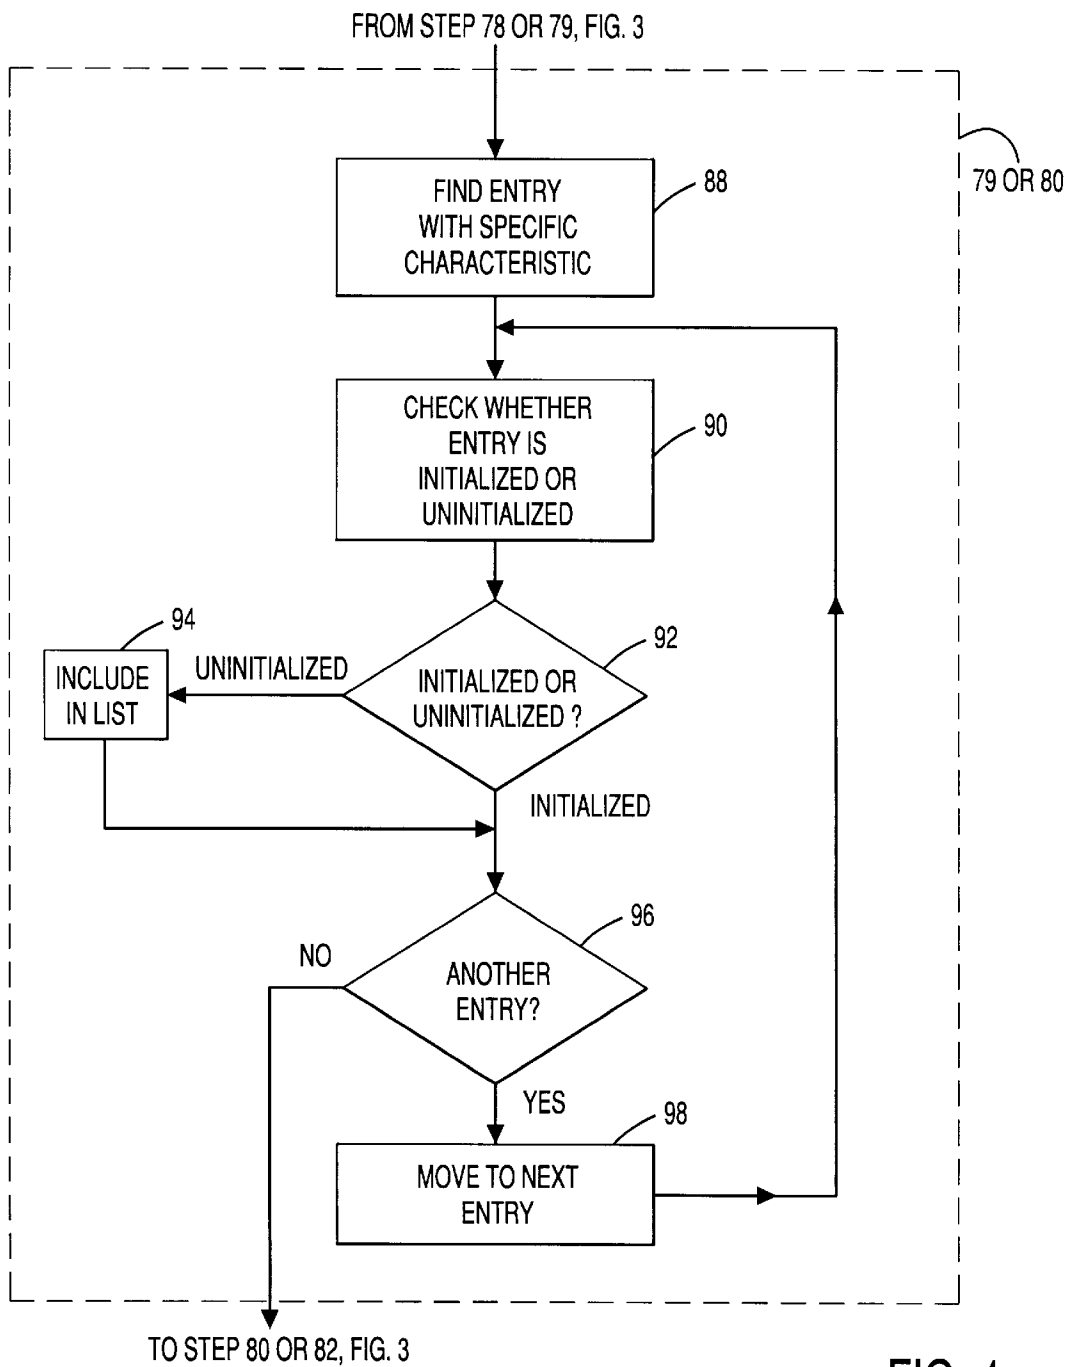 FROM STEP 78 OR 79, FIG. 3
79 OR 80
FIND ENTRY
WITH SPECIFIC
CHARACTERISTIC
88
CHECK WHETHER
ENTRY IS
INITIALIZED OR
UNINITIALIZED
90
94
INCLUDE
IN LIST
UNINITIALIZED
92
INITIALIZED OR
UNINITIALIZED ?
INITIALIZED
96
NO
ANOTHER
ENTRY?
YES
98
MOVE TO NEXT
ENTRY
TO STEP 80 OR 82, FIG. 3